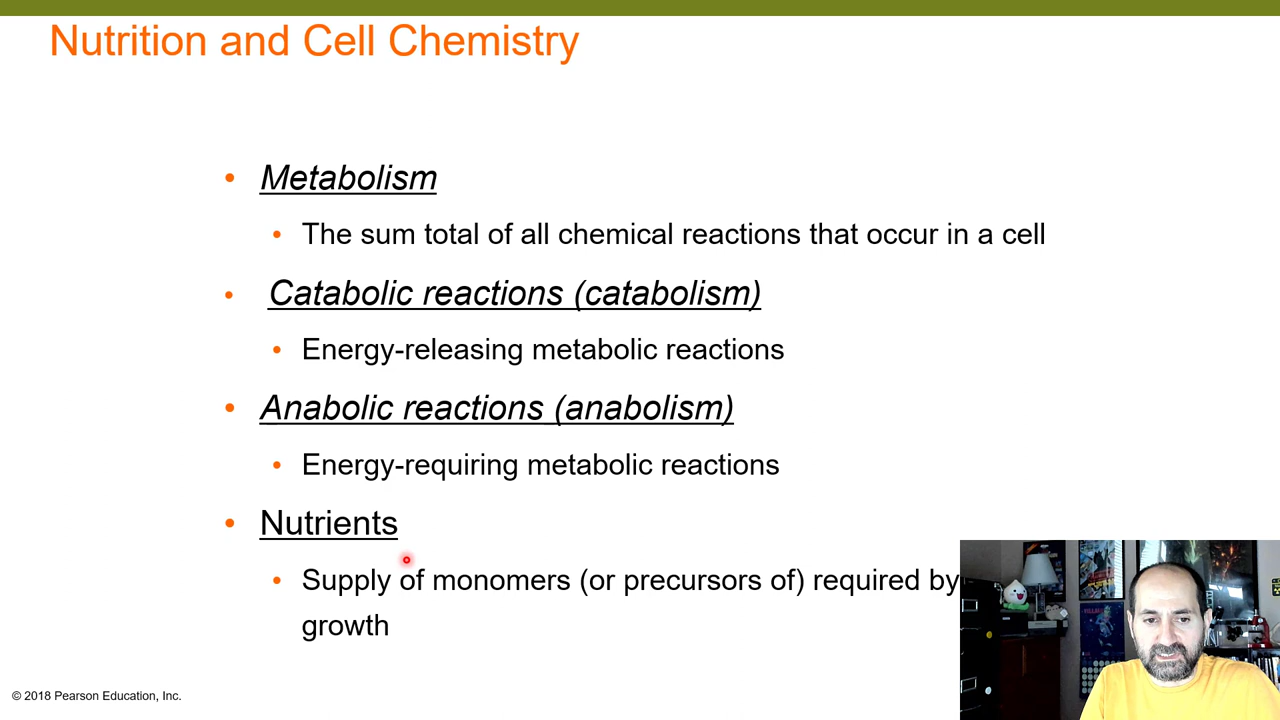 Nutrition and Cell Chemistry
• Metabolism
• The sum total of all chemical reactions that occur in a cell
• Catabolic reactions (catabolism)
• Energy-releasing metabolic reactions
• Anabolic reactions (anabolism)
• Energy-requiring metabolic reactions
• Nutrients
• Supply of monomers (or precursors of) required by
growth
© 2018 Pearson Education, Inc.